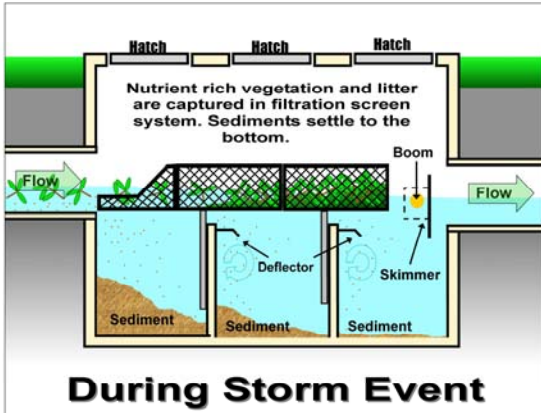 Hatch Hatch Hatch
Nutrient rich vegetation and litter
are captured in filtration screen
system. Sediments settle to the
bottom.
Boom
Flow
Flow
Deflector
Skimmer
Sediment
Sediment
Sediment
During Storm Event